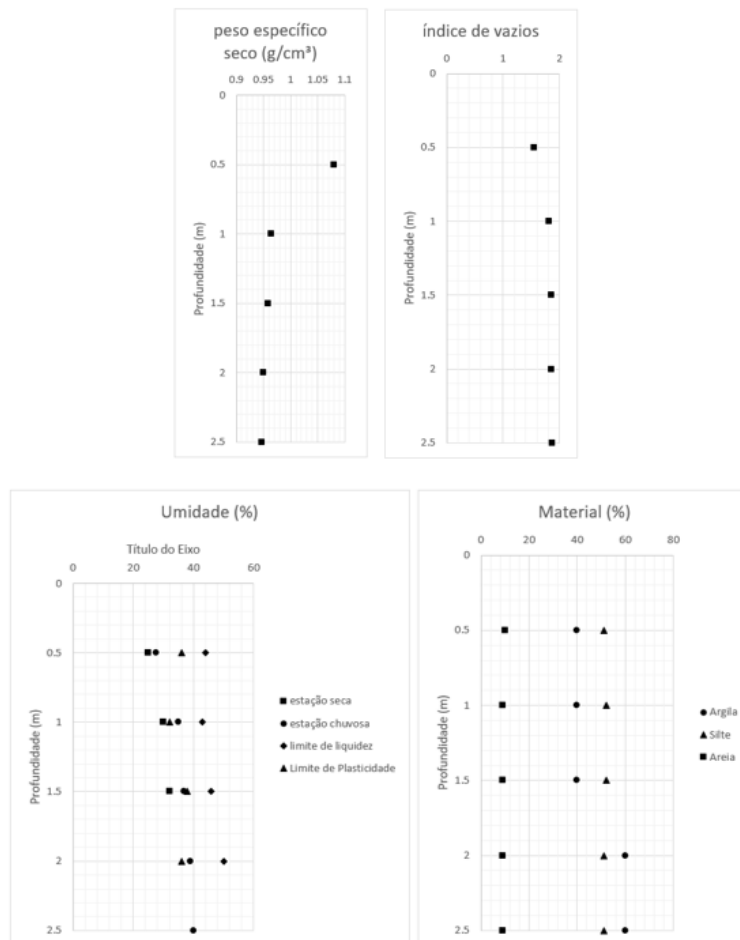 peso específico
seco (g/cm³)
0.9 0.95 1 1.05 1.1
0
0.5
1
1.5
2
2.5
Profundidade (m)
índice de vazios
0 1 2
0
0.5
1
1.5
2
2.5
Profundidade (m)
Umidade (%)
Título do Eixo
0 20 40 60
0
0.5
1
1.5
2
2.5
Profundidade (m)
estação seca
estação chuvosa
limite de liquidez
Limite de Plasticidade
Material (%)
0 20 40 60 80
0
0.5
1
1.5
2
2.5
Profundidade (m)
Argila
Silte
Areia